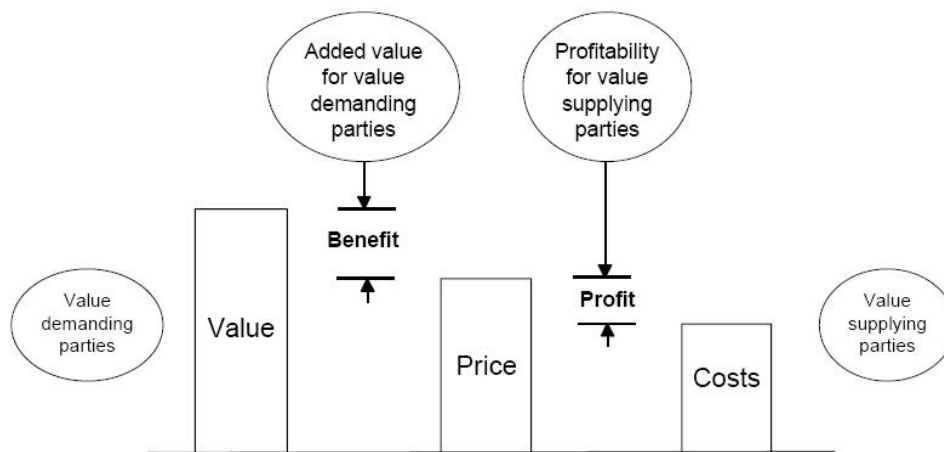 Added value
for value
demanding
parties
Profitability
for value
supplying
parties
Benefit
Profit
Value
demanding
parties
Value
Price
Costs
Value
supplying
parties